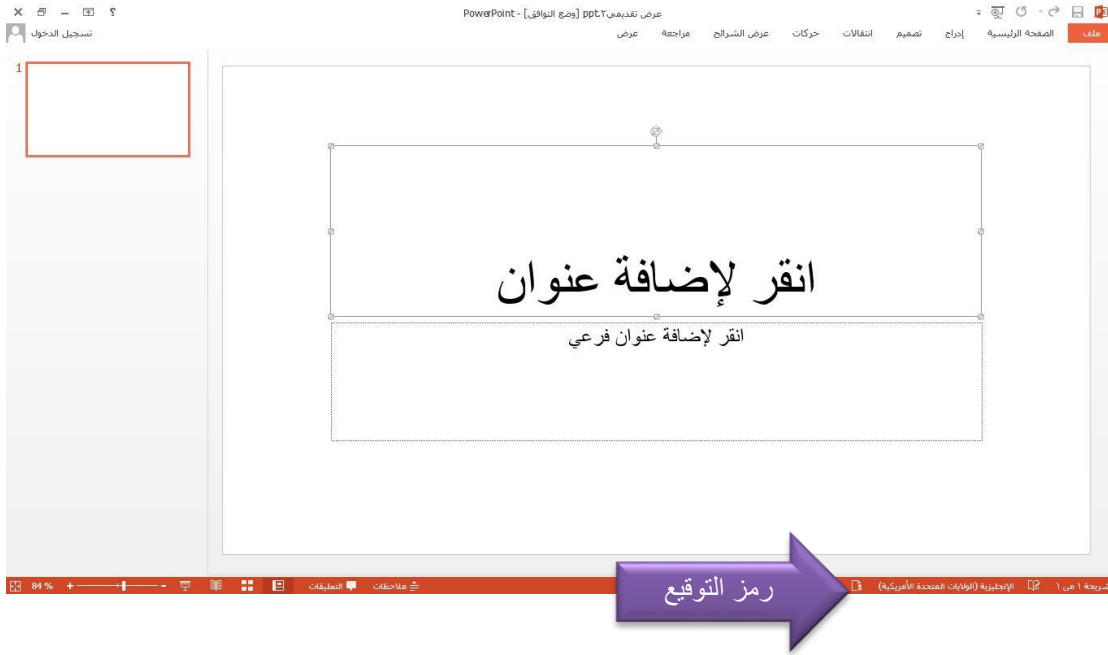 عرض تقديمي٢.ppt [وضع التوافق] - PowerPoint
؟
تسجيل الدخول
ملف الصفحة الرئيسية إدراج تصميم انتقالات حركات عرض الشرائح مراجعة عرض
1
انقر لإضافة عنوان
انقر لإضافة عنوان فرعي
رمز التوقيع
شريحة ١ من ١ الإنجليزية (الولايات المتحدة الأمريكية) ملاحظات التعليقات 84 %